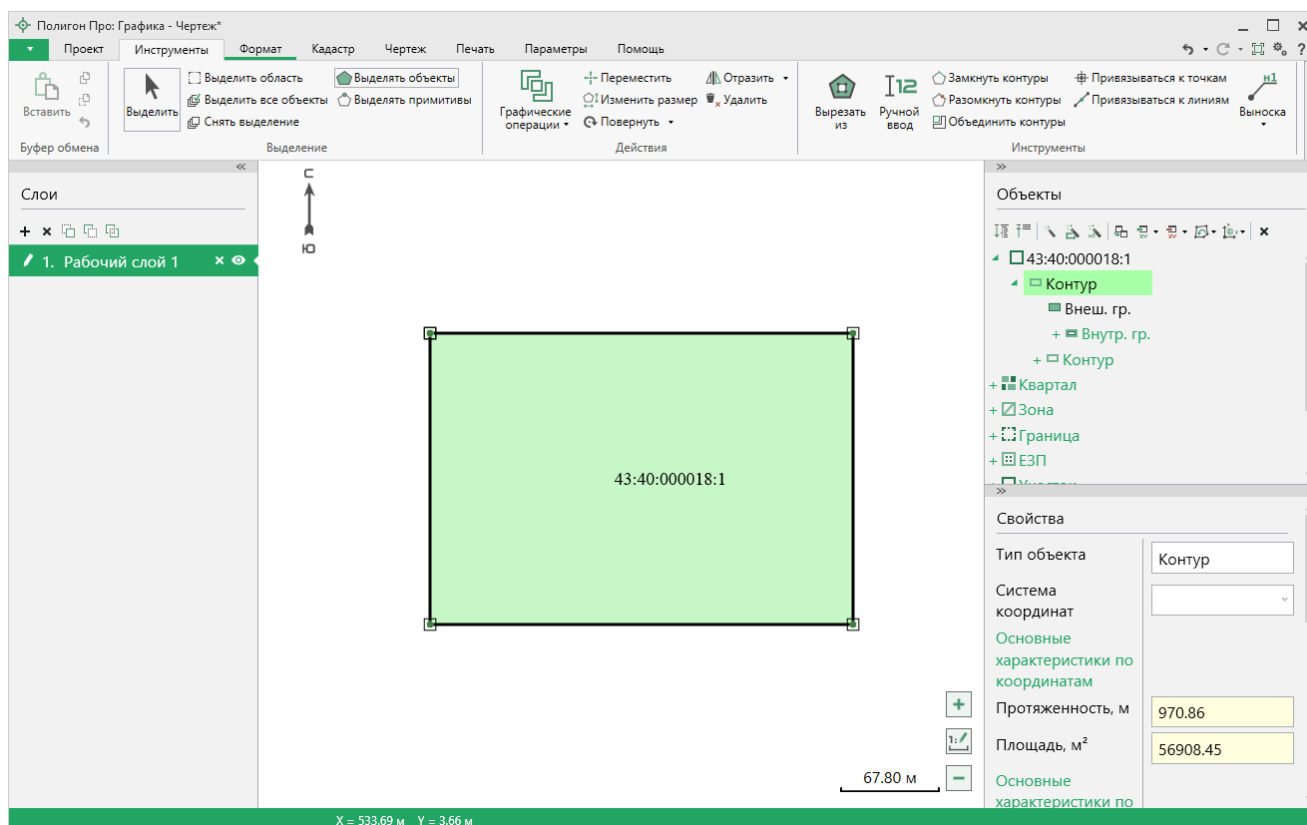 Полигон Про: Графика - Чертеж*
Проект Инструменты Формат Кадастр Чертеж Печать Параметры Помощь
Вставить
Буфер обмена
Выделить
Выделить область
Выделить все объекты
Снять выделение
Выделять объекты
Выделять примитивы
Выделение
Графические операции
Переместить
Изменить размер
Повернуть
Отразить
Удалить
Действия
Вырезать из
Ручной ввод
Замкнуть контуры
Разомкнуть контуры
Объединить контуры
Привязываться к точкам
Привязываться к линиям
н1
Выноска
Инструменты
Слои
1. Рабочий слой 1
С
Ю
43:40:000018:1
67.80 м
Объекты
43:40:000018:1
Контур
Внеш. гр.
+ Внутр. гр.
+ Контур
+ Квартал
+ Зона
+ Граница
+ ЕЗП
Свойства
Тип объекта Контур
Система
координат
Основные
характеристики по
координатам
Протяженность, м 970.86
Площадь, м² 56908.45
Основные
характеристики по
X = 533.69 м Y = 3.66 м